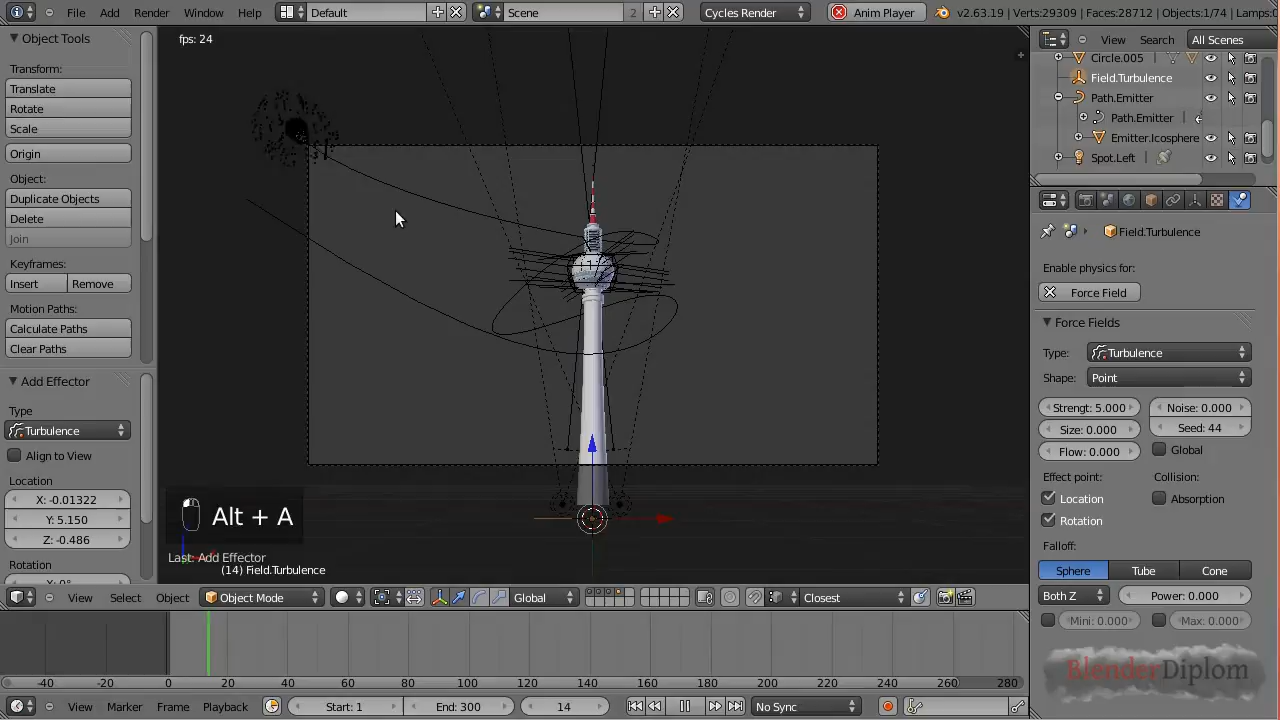 File Add Render Window Help Default Scene 2 Cycles Render Anim Player v2.63.19 | Verts:29309 | Faces:28712 | Objects:1/74 | Lamps:
Object Tools
Transform:
Translate
Rotate
Scale
Origin
Object:
Duplicate Objects
Delete
Join
Keyframes:
Insert Remove
Motion Paths:
Calculate Paths
Clear Paths
Add Effector
Type
Turbulence
Align to View
Location
X: -0.01322
Y: 5.150
Z: -0.486
Rotation
fps: 24
Alt + A
Last: Add Effector
(14) Field.Turbulence
View Select Object Object Mode Global Closest
-40 -20 0 20 40 60 80 100 120 140 160 180 200 220 240 260 280
View Marker Frame Playback Start: 1 End: 300 14 No Sync
View Search All Scenes
Circle.005
Field.Turbulence
Path.Emitter
Path.Emitter
Emitter.Icosphere
Spot.Left
Field.Turbulence
Enable physics for:
Force Field
Force Fields
Type: Turbulence
Shape: Point
Strengt: 5.000 Noise: 0.000
Size: 0.000 Seed: 44
Flow: 0.000 Global
Effect point: Collision:
Location Absorption
Rotation
Falloff:
Sphere Tube Cone
Both Z Power: 0.000
Mini: 0.000 Max: 0.000
BlenderDiplom